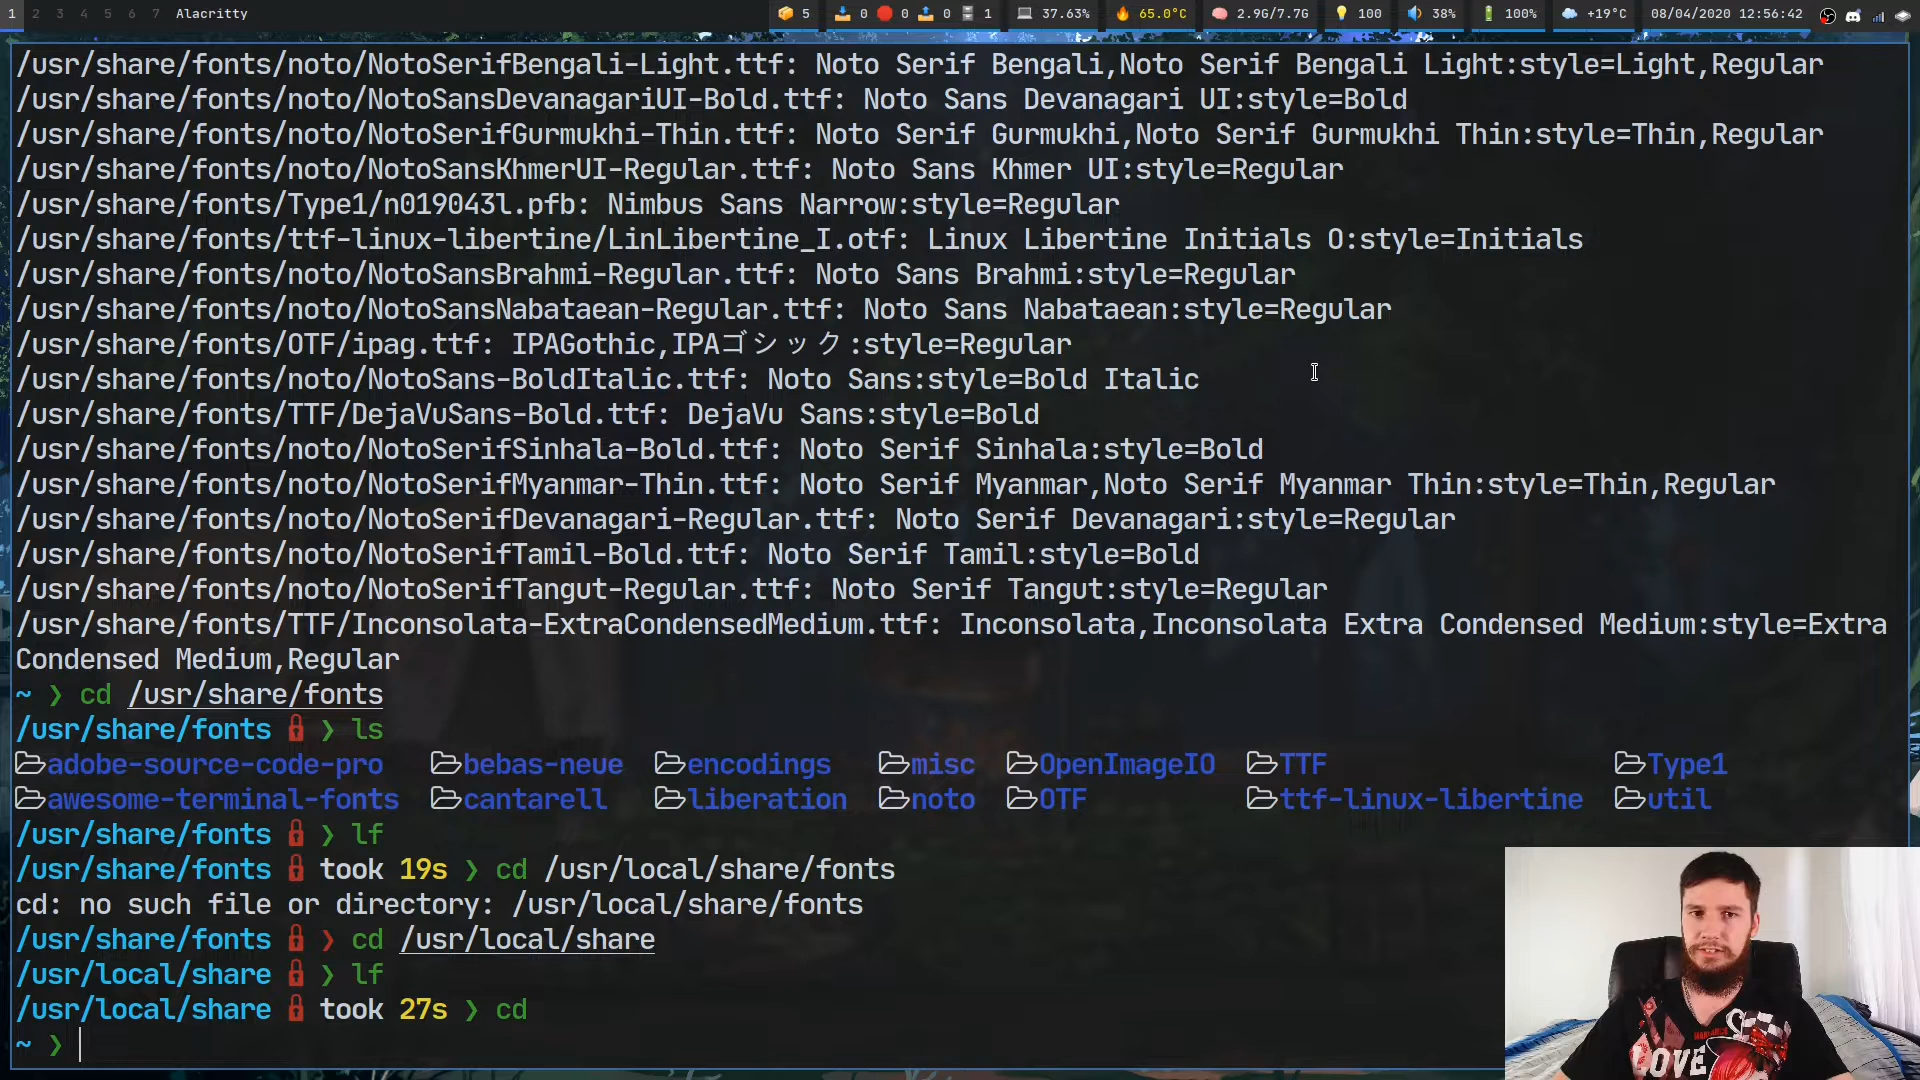 1 2 3 4 5 6 7 Alacritty 5 0 0 0 1 37.63% 65.0°C 2.9G/7.7G 100 38% 100% +19°C 08/04/2020 12:56:42
/usr/share/fonts/noto/NotoSerifBengali-Light.ttf: Noto Serif Bengali,Noto Serif Bengali Light:style=Light,Regular
/usr/share/fonts/noto/NotoSansDevanagariUI-Bold.ttf: Noto Sans Devanagari UI:style=Bold
/usr/share/fonts/noto/NotoSerifGurmukhi-Thin.ttf: Noto Serif Gurmukhi,Noto Serif Gurmukhi Thin:style=Thin,Regular
/usr/share/fonts/noto/NotoSansKhmerUI-Regular.ttf: Noto Sans Khmer UI:style=Regular
/usr/share/fonts/Type1/n019043l.pfb: Nimbus Sans Narrow:style=Regular
/usr/share/fonts/ttf-linux-libertine/LinLibertine_I.otf: Linux Libertine Initials O:style=Initials
/usr/share/fonts/noto/NotoSansBrahmi-Regular.ttf: Noto Sans Brahmi:style=Regular
/usr/share/fonts/noto/NotoSansNabataean-Regular.ttf: Noto Sans Nabataean:style=Regular
/usr/share/fonts/OTF/ipag.ttf: IPAGothic,IPAゴシック:style=Regular
/usr/share/fonts/noto/NotoSans-BoldItalic.ttf: Noto Sans:style=Bold Italic
/usr/share/fonts/TTF/DejaVuSans-Bold.ttf: DejaVu Sans:style=Bold
/usr/share/fonts/noto/NotoSerifSinhala-Bold.ttf: Noto Serif Sinhala:style=Bold
/usr/share/fonts/noto/NotoSerifMyanmar-Thin.ttf: Noto Serif Myanmar,Noto Serif Myanmar Thin:style=Thin,Regular
/usr/share/fonts/noto/NotoSerifDevanagari-Regular.ttf: Noto Serif Devanagari:style=Regular
/usr/share/fonts/noto/NotoSerifTamil-Bold.ttf: Noto Serif Tamil:style=Bold
/usr/share/fonts/noto/NotoSerifTangut-Regular.ttf: Noto Serif Tangut:style=Regular
/usr/share/fonts/TTF/Inconsolata-ExtraCondensedMedium.ttf: Inconsolata,Inconsolata Extra Condensed Medium:style=Extra
Condensed Medium,Regular
~ ❯ cd /usr/share/fonts
/usr/share/fonts ❯ ls
adobe-source-code-pro bebas-neue encodings misc OpenImageIO TTF Type1
awesome-terminal-fonts cantarell liberation noto OTF ttf-linux-libertine util
/usr/share/fonts ❯ lf
/usr/share/fonts took 19s ❯ cd /usr/local/share/fonts
cd: no such file or directory: /usr/local/share/fonts
/usr/share/fonts ❯ cd /usr/local/share
/usr/local/share ❯ lf
/usr/local/share took 27s ❯ cd
~ ❯
LOVE